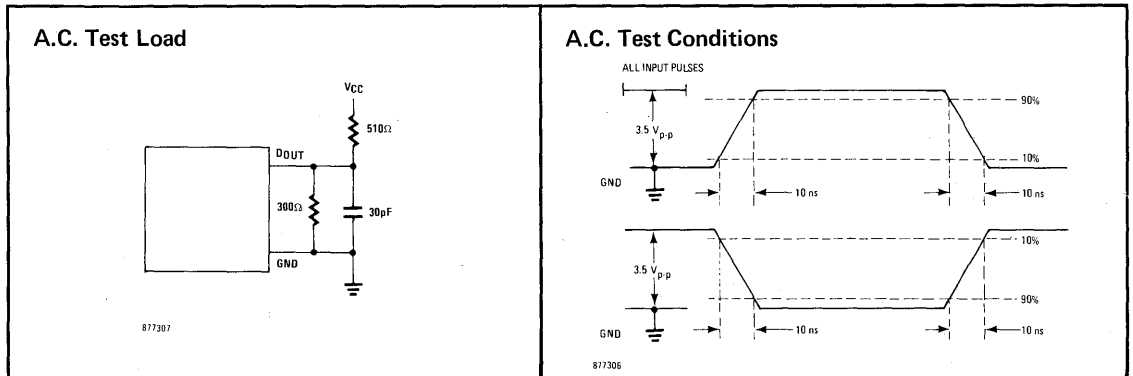 A.C. Test Load
VCC
510Ω
DOUT
300Ω
30pF
GND
877307
A.C. Test Conditions
ALL INPUT PULSES
90%
3.5 Vp-p
10%
GND
10 ns
10 ns
10%
3.5 Vp-p
90%
GND
10 ns
10 ns
877306